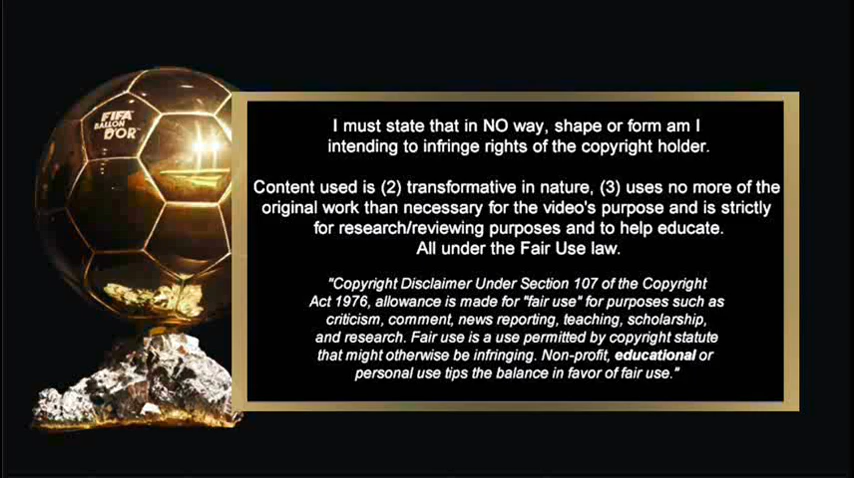 FIFA
BALLON
D'OR™
I must state that in NO way, shape or form am I
intending to infringe rights of the copyright holder.
Content used is (2) transformative in nature, (3) uses no more of the
original work than necessary for the video's purpose and is strictly
for research/reviewing purposes and to help educate.
All under the Fair Use law.
"Copyright Disclaimer Under Section 107 of the Copyright
Act 1976, allowance is made for "fair use" for purposes such as
criticism, comment, news reporting, teaching, scholarship,
and research. Fair use is a use permitted by copyright statute
that might otherwise be infringing. Non-profit, educational or
personal use tips the balance in favor of fair use."